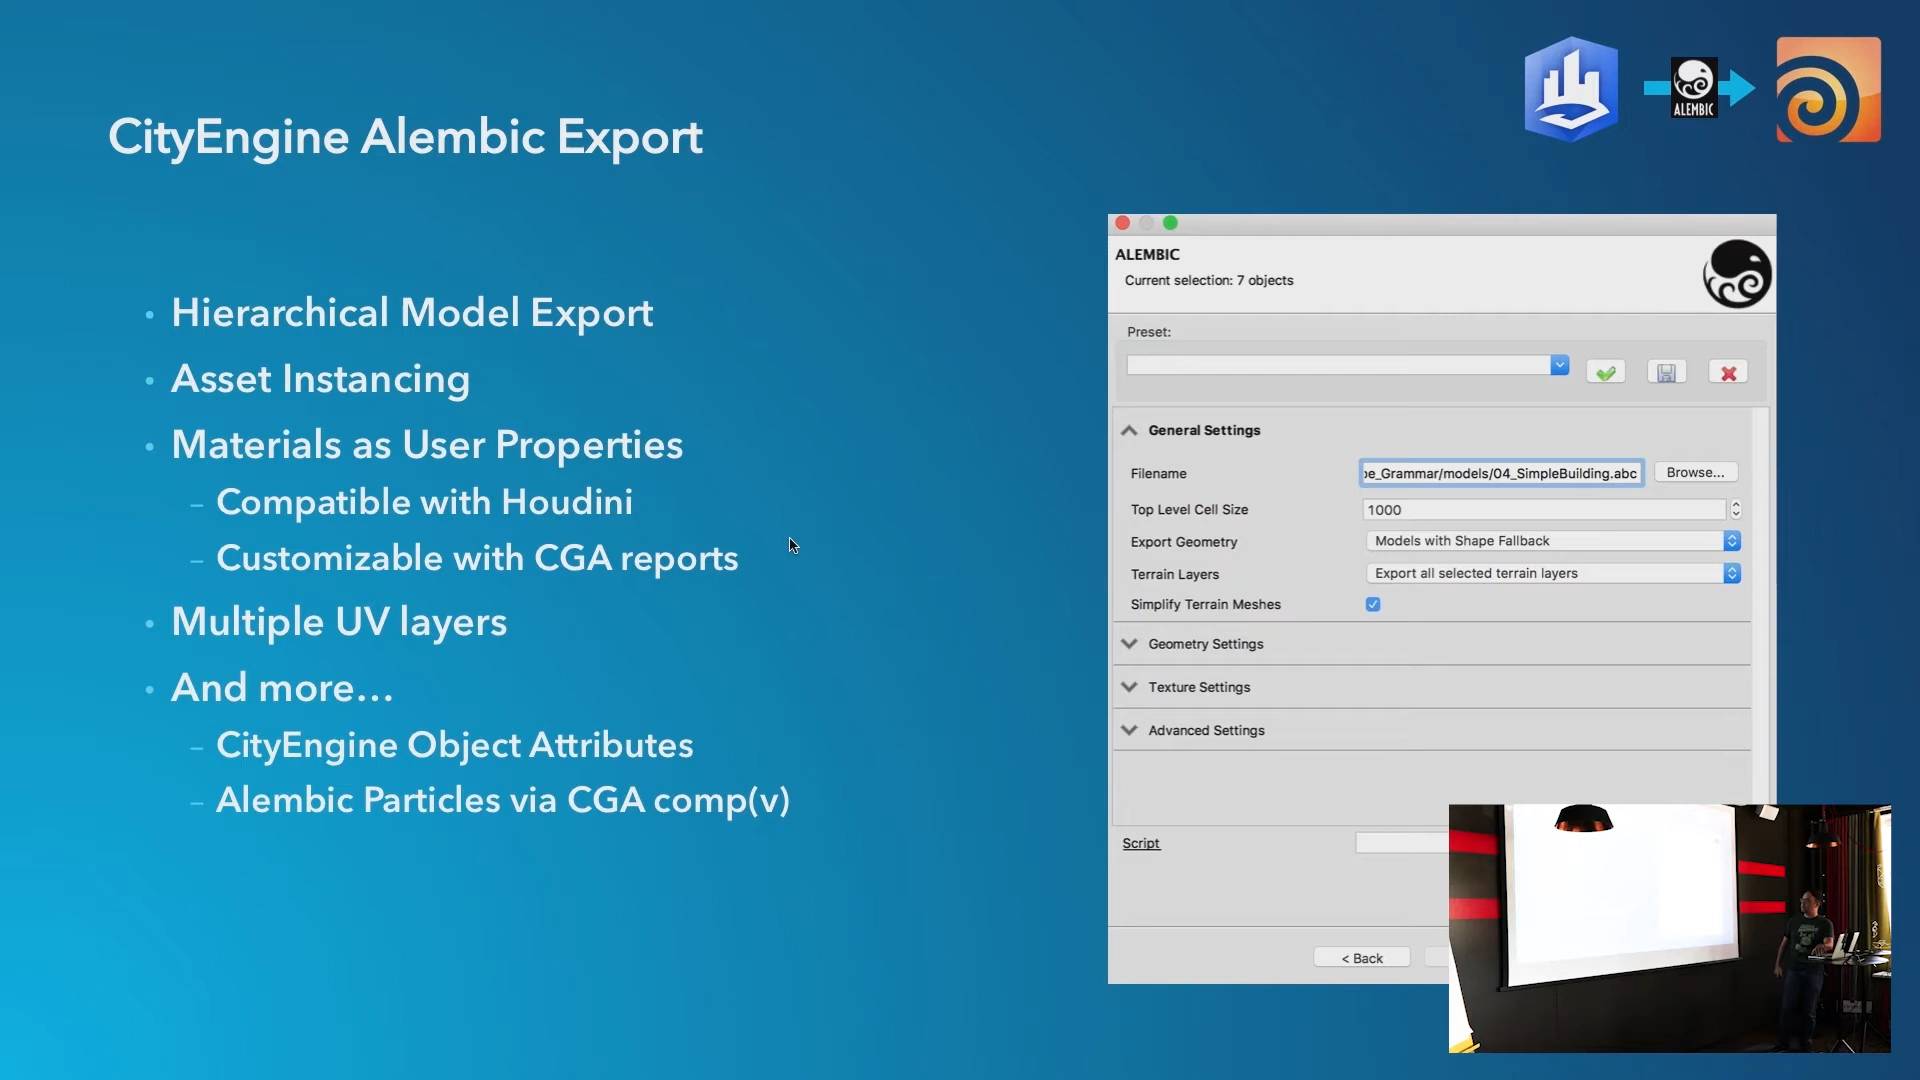 ALEMBIC
CityEngine Alembic Export
Hierarchical Model Export
Asset Instancing
Materials as User Properties
– Compatible with Houdini
– Customizable with CGA reports
Multiple UV layers
And more...
– CityEngine Object Attributes
– Alembic Particles via CGA comp(v)
ALEMBIC
Current selection: 7 objects
Preset:
General Settings
Filename
_Grammar/models/04_SimpleBuilding.abc
Browse...
Top Level Cell Size
1000
Export Geometry
Models with Shape Fallback
Terrain Layers
Export all selected terrain layers
Simplify Terrain Meshes
Geometry Settings
Texture Settings
Advanced Settings
Script
< Back